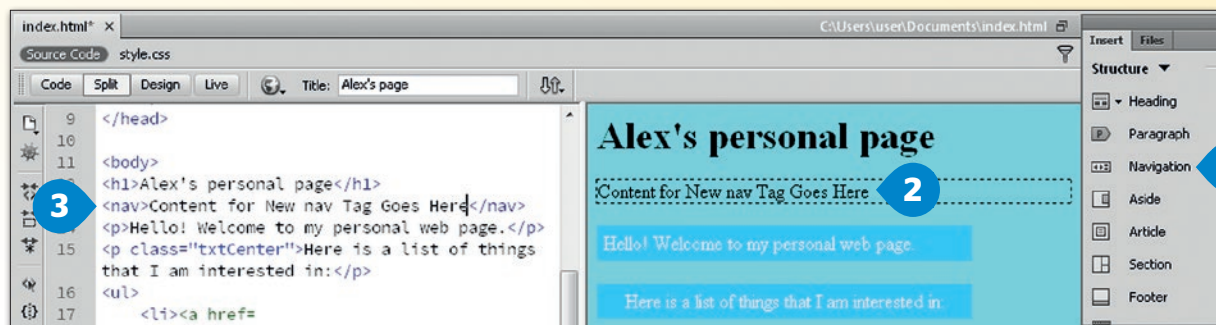 index.html* × C:\Users\user\Documents\index.html
Source Code style.css
Code Split Design Live Title: Alex's page
9 </head>
10
11 <body>
<h1>Alex's personal page</h1>
3 <nav>Content for New nav Tag Goes Here</nav>
<p>Hello! Welcome to my personal web page.</p>
15 <p class="txtCenter">Here is a list of things
that I am interested in:</p>
16 <ul>
17 <li><a href=
Alex's personal page
Content for New nav Tag Goes Here 2
Hello! Welcome to my personal web page.
Here is a list of things that I am interested in:
Insert Files
Structure
Heading
Paragraph
Navigation
Aside
Article
Section
Footer